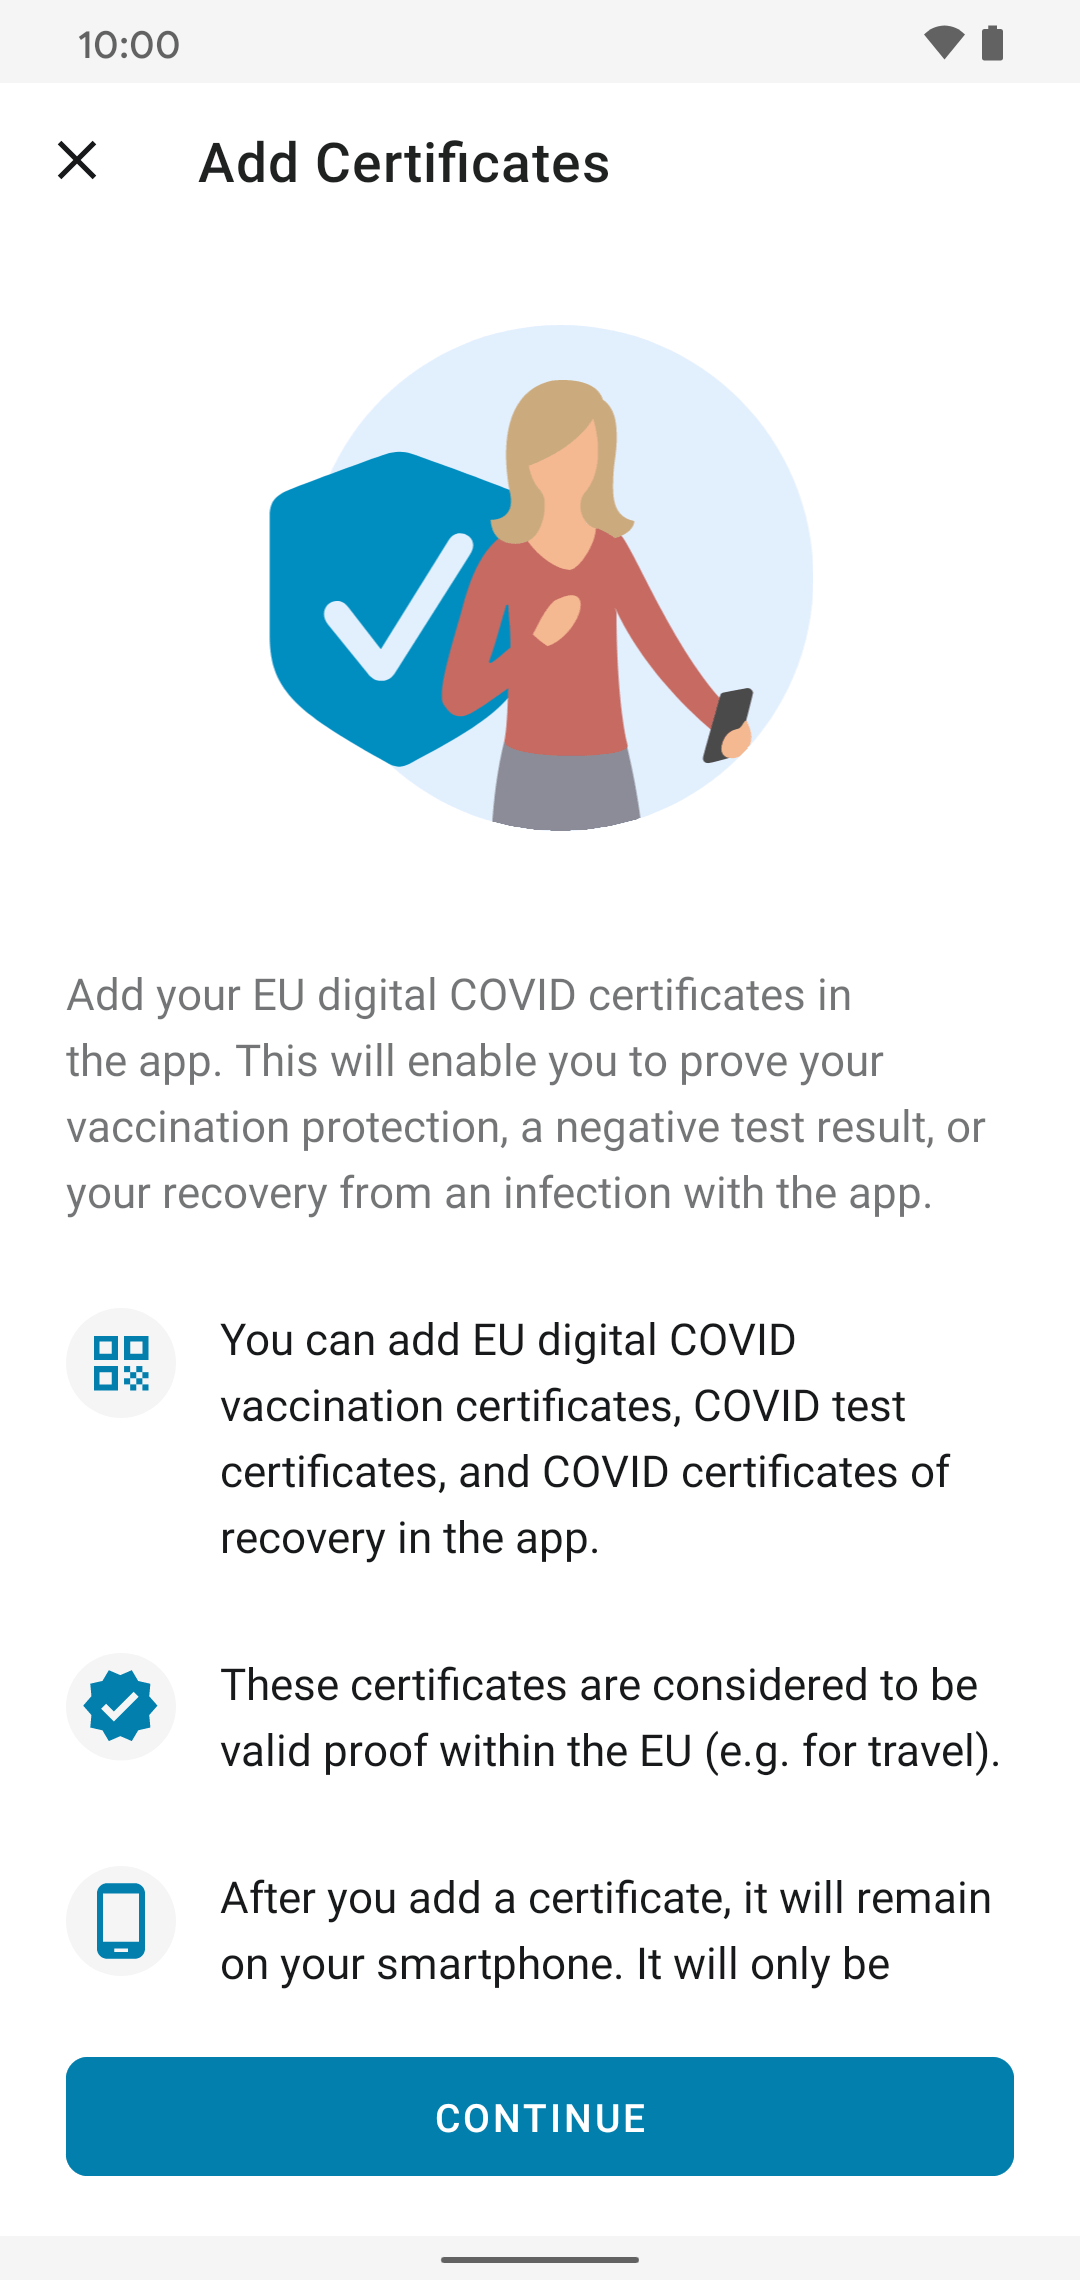 10:00
Add Certificates
Add your EU digital COVID certificates in
the app. This will enable you to prove your
vaccination protection, a negative test result, or
your recovery from an infection with the app.
You can add EU digital COVID
vaccination certificates, COVID test
certificates, and COVID certificates of
recovery in the app.
These certificates are considered to be
valid proof within the EU (e.g. for travel).
After you add a certificate, it will remain
on your smartphone. It will only be
CONTINUE